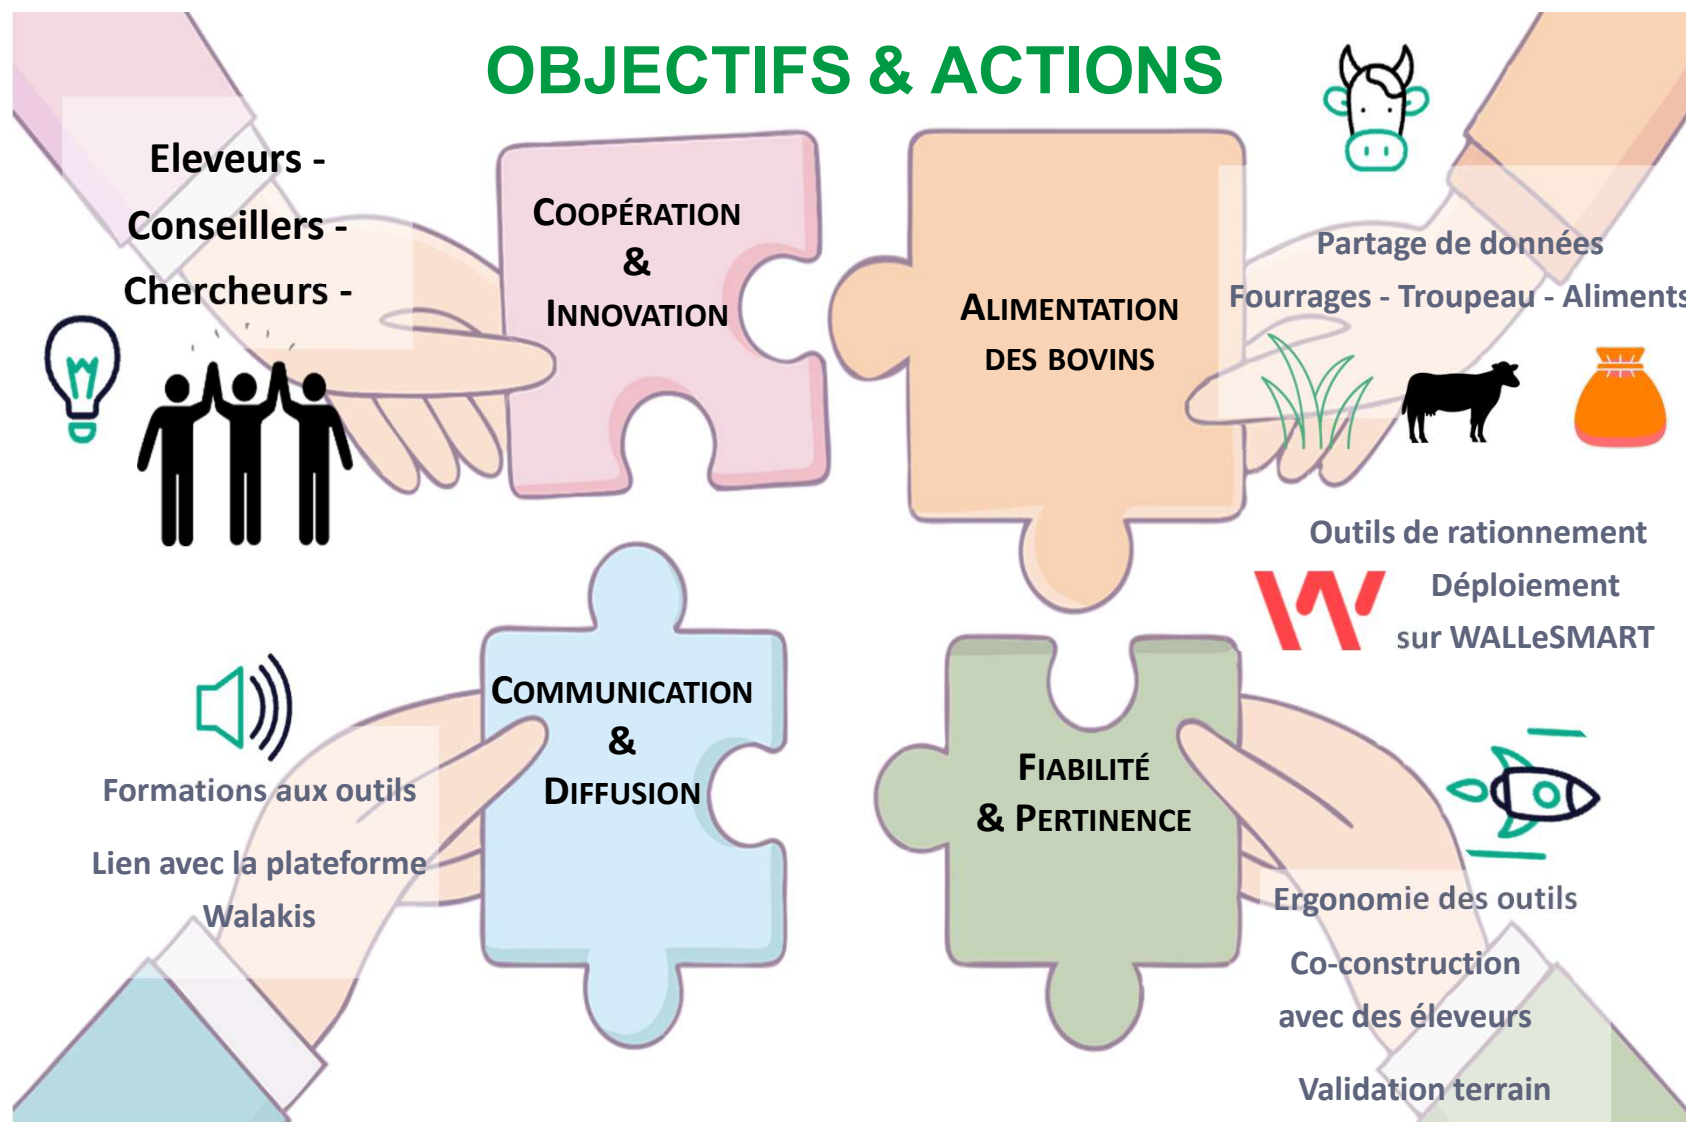 OBJECTIFS & ACTIONS
Eleveurs -
Conseillers -
Chercheurs -
COOPÉRATION
&
INNOVATION
ALIMENTATION
DES BOVINS
Partage de données
Fourrages - Troupeau - Aliments
Outils de rationnement
Déploiement
sur WALLeSMART
COMMUNICATION
&
DIFFUSION
Formations aux outils
Lien avec la plateforme
Walakis
FIABILITÉ
& PERTINENCE
Ergonomie des outils
Co-construction
avec des éleveurs
Validation terrain